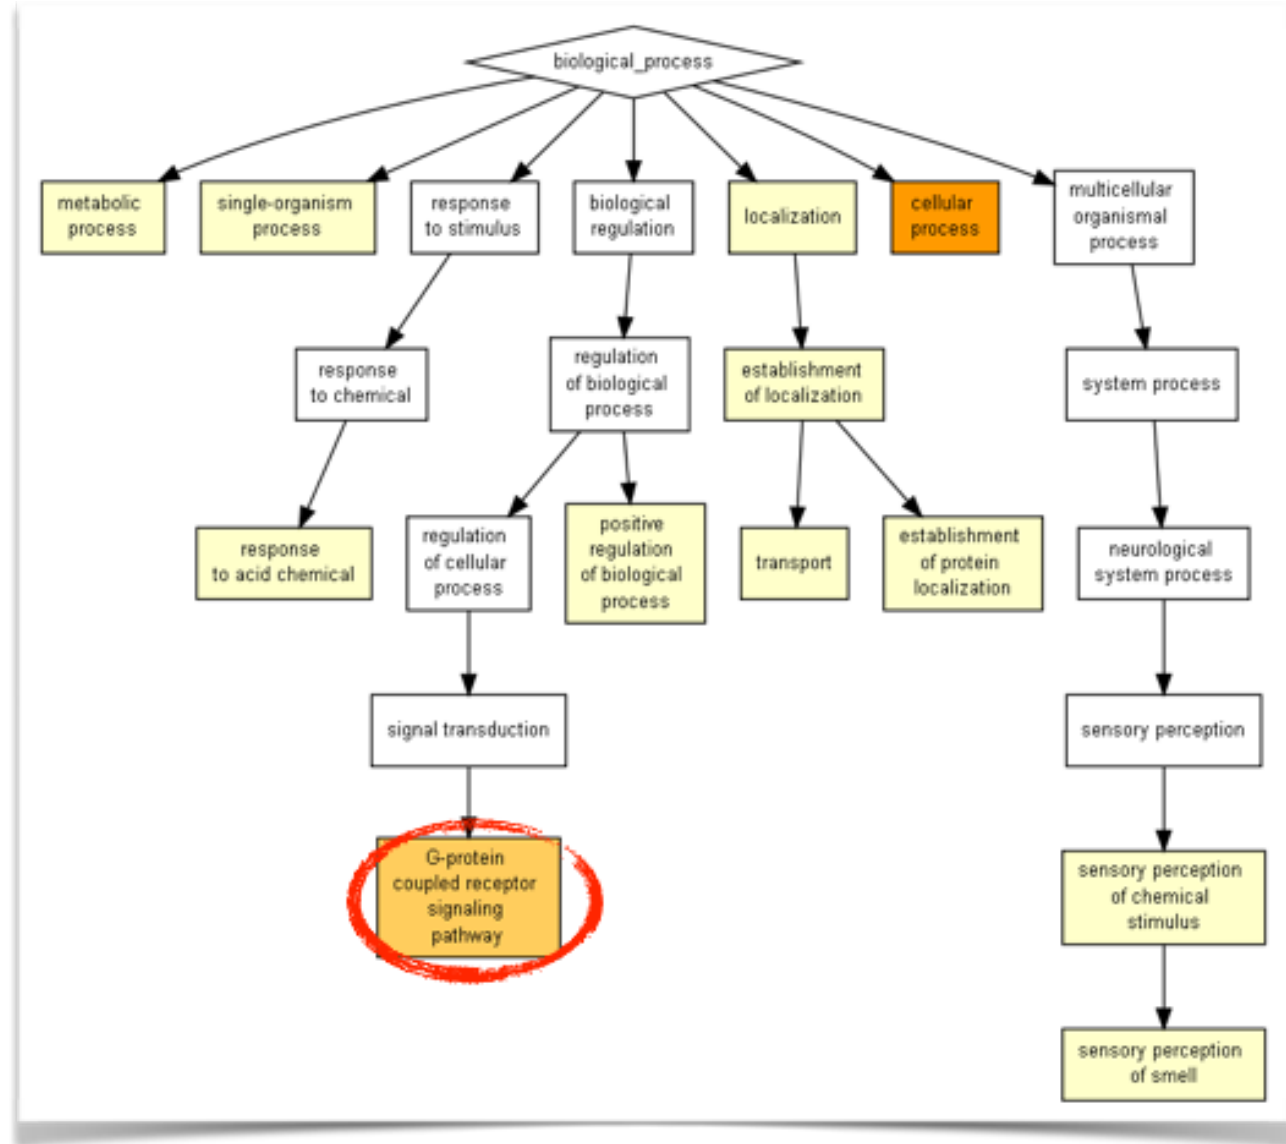 biological_process
metabolic
process
single-organism
process
response
to stimulus
biological
regulation
localization
cellular
process
multicellular
organismal
process
response
to chemical
regulation
of biological
process
establishment
of localization
system process
response
to acid chemical
regulation
of cellular
process
positive
regulation
of biological
process
transport
establishment
of protein
localization
neurological
system process
signal transduction
sensory perception
G-protein
coupled receptor
signaling
pathway
sensory perception
of chemical
stimulus
sensory perception
of smell